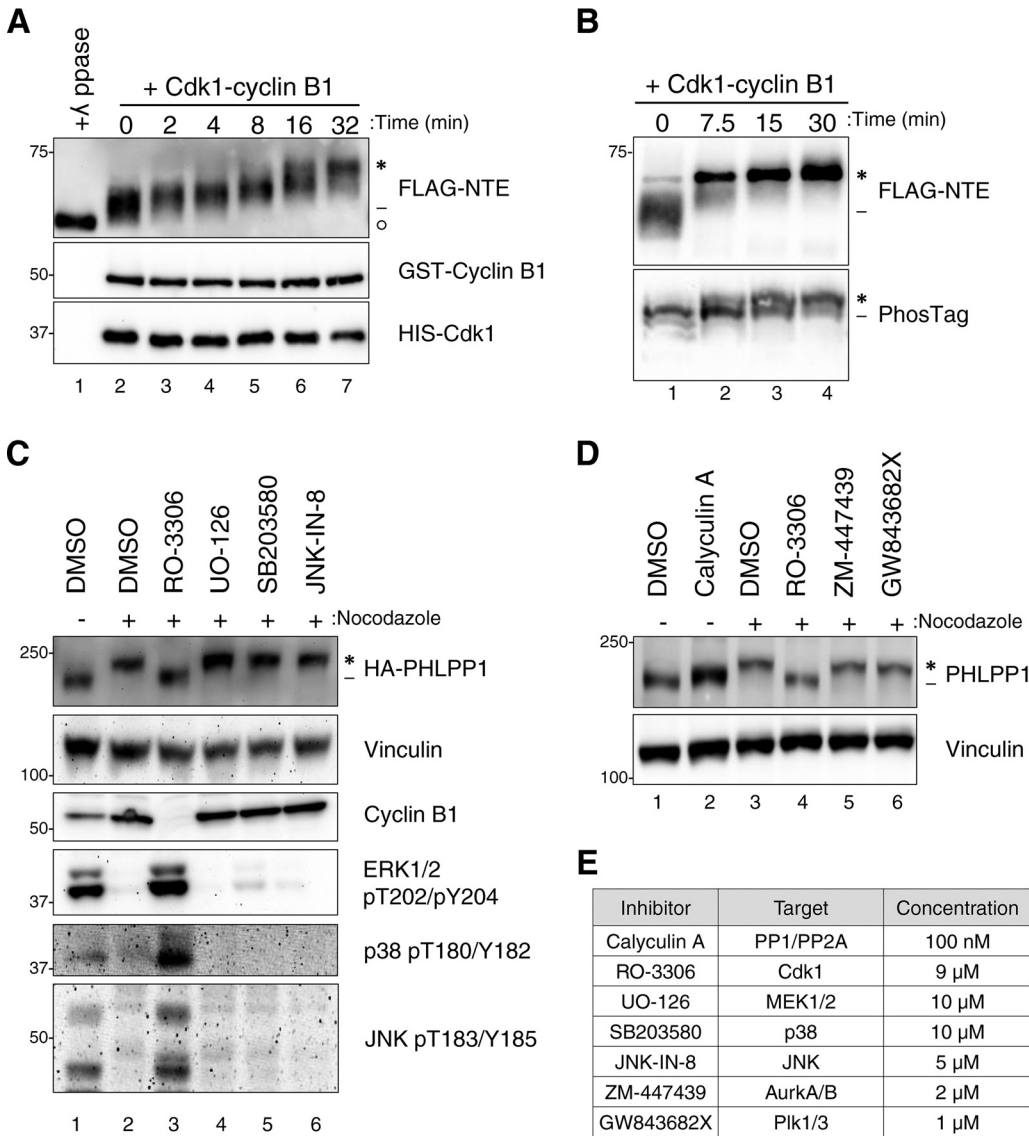 A
+λ ppase
+ Cdk1-cyclin B1
0 2 4 8 16 32 :Time (min)
75-
*
FLAG-NTE
–
○
50-
GST-Cyclin B1
37-
HIS-Cdk1
1 2 3 4 5 6 7
B
+ Cdk1-cyclin B1
0 7.5 15 30 :Time (min)
75-
*
FLAG-NTE
–
*
– PhosTag
1 2 3 4
C
DMSO DMSO RO-3306 UO-126 SB203580 JNK-IN-8
- + + + + + :Nocodazole
250-
*
– HA-PHLPP1
Vinculin
100-
Cyclin B1
50-
ERK1/2
pT202/pY204
37-
p38 pT180/Y182
37-
50-
JNK pT183/Y185
1 2 3 4 5 6
D
DMSO Calyculin A DMSO RO-3306 ZM-447439 GW843682X
- - + + + + :Nocodazole
250-
* PHLPP1
–
Vinculin
100-
1 2 3 4 5 6
E
Inhibitor Target Concentration
Calyculin A PP1/PP2A 100 nM
RO-3306 Cdk1 9 µM
UO-126 MEK1/2 10 µM
SB203580 p38 10 µM
JNK-IN-8 JNK 5 µM
ZM-447439 AurkA/B 2 µM
GW843682X Plk1/3 1 µM